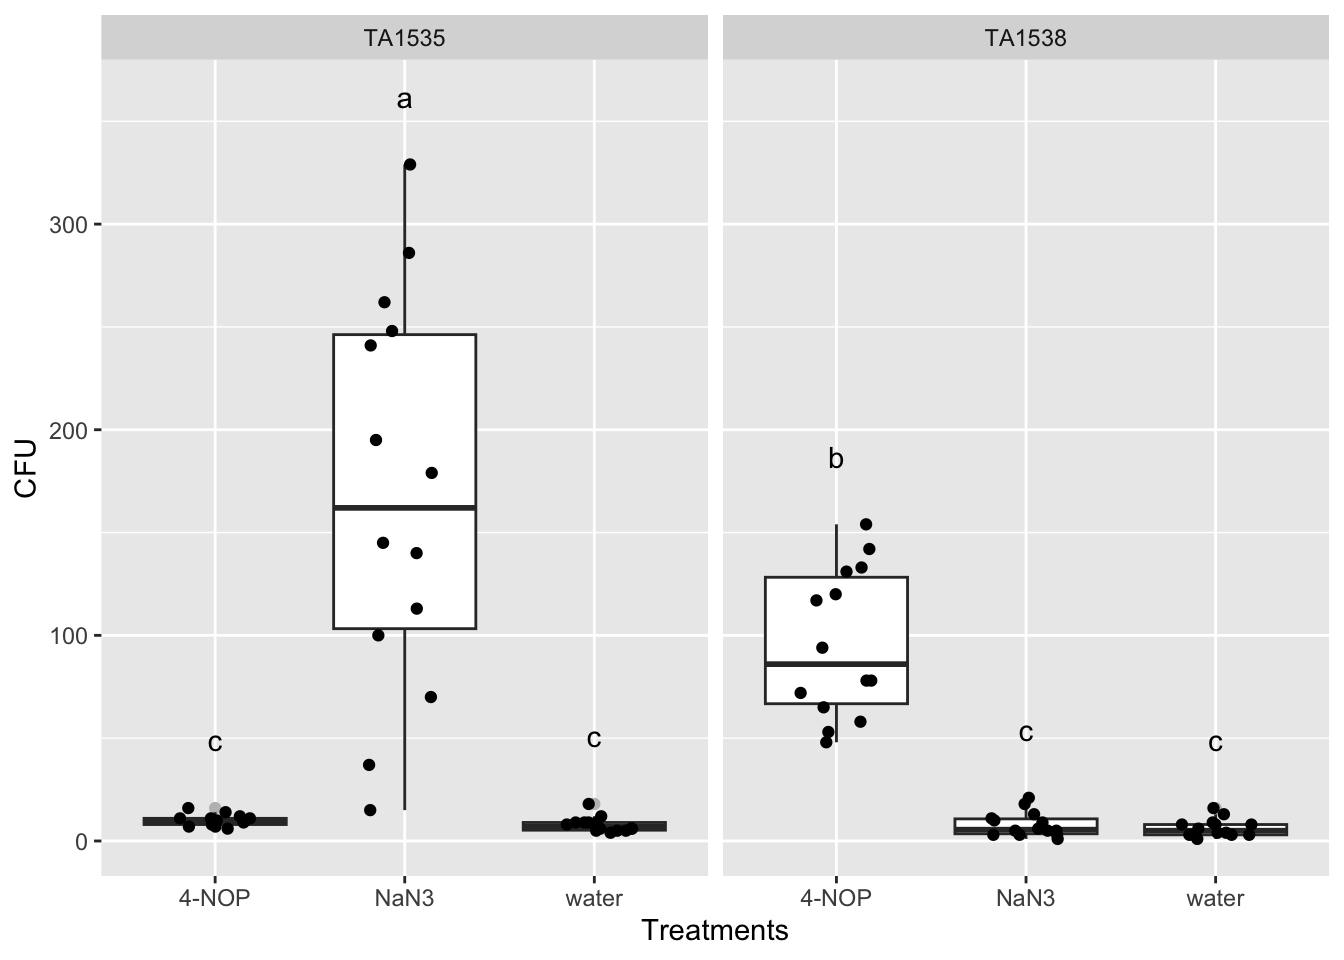 TA1535
TA1538
a
300
200
CFU
b
100
c
c
c
c
0
4-NOP
NaN3
water
4-NOP
NaN3
water
Treatments